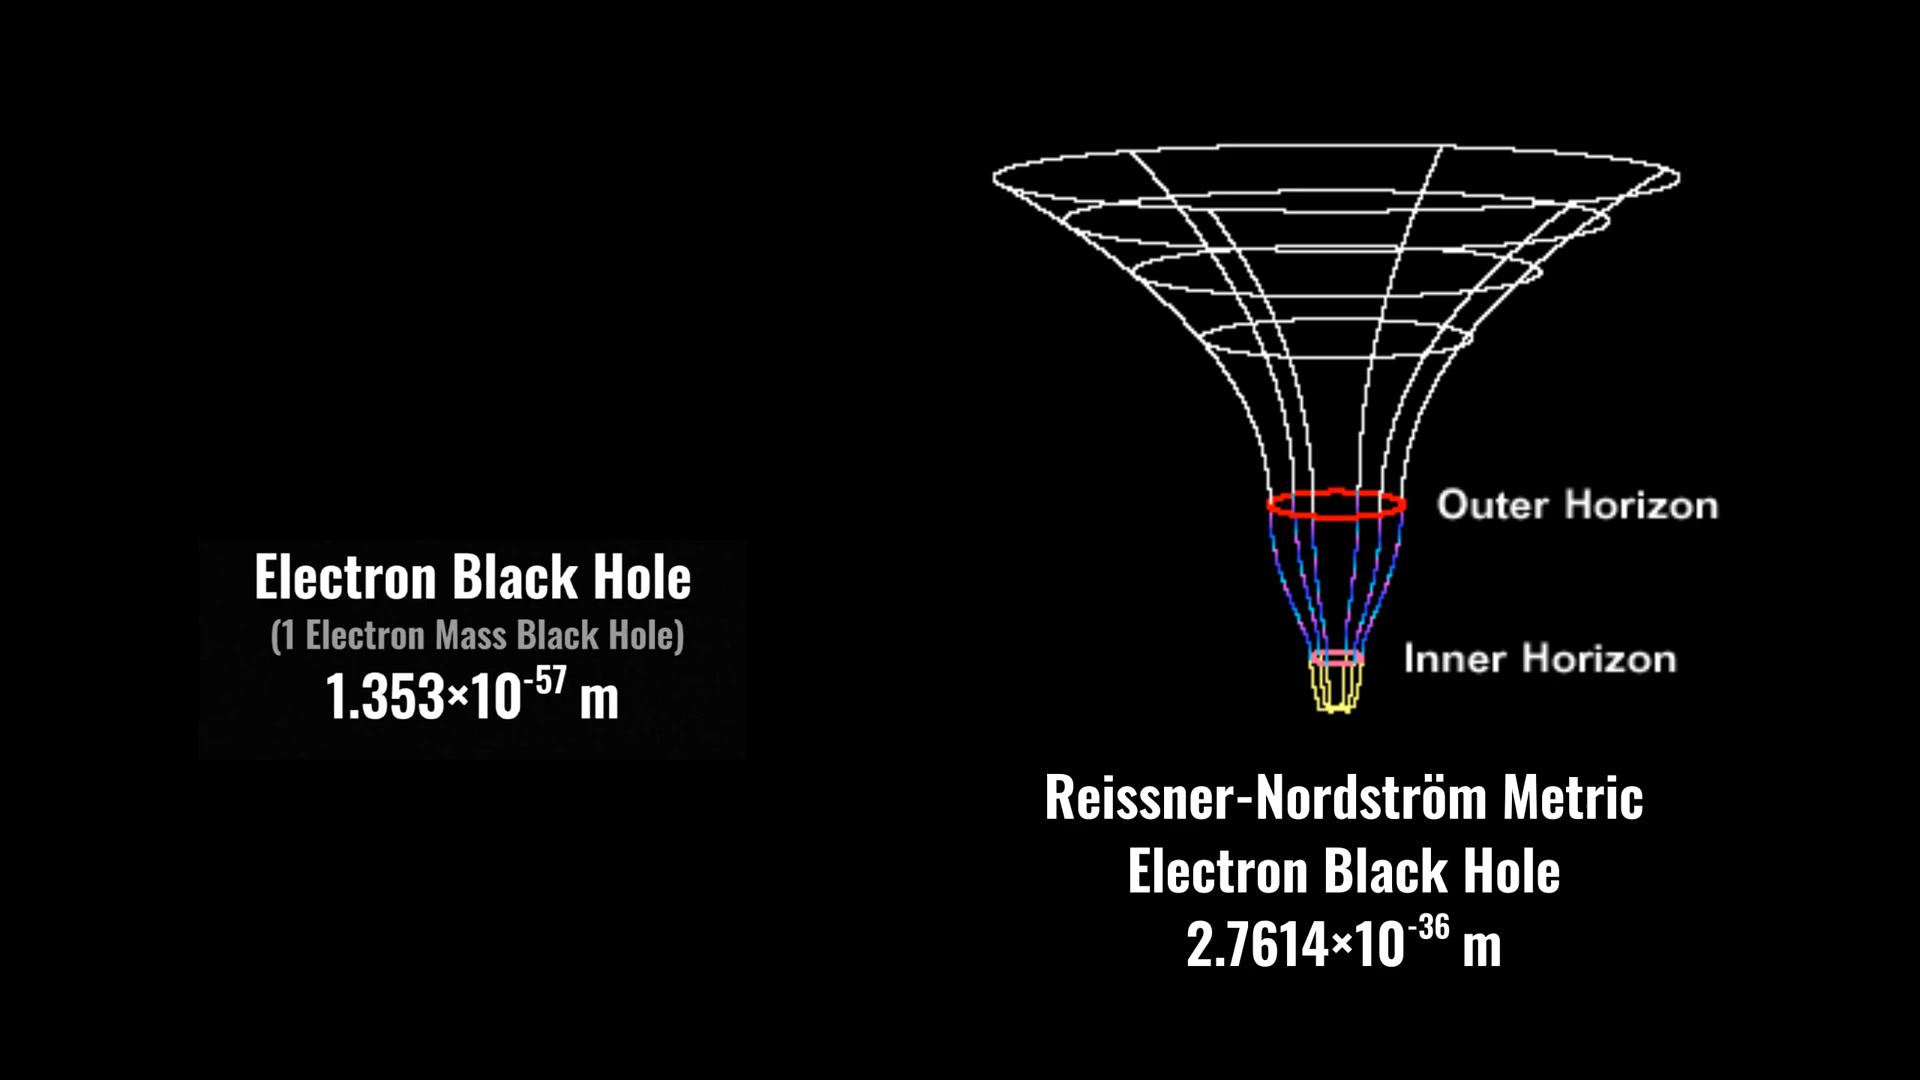 Outer Horizon
Inner Horizon
Electron Black Hole
(1 Electron Mass Black Hole)
1.353×10⁻⁵⁷ m
Reissner-Nordström Metric
Electron Black Hole
2.7614×10⁻³⁶ m